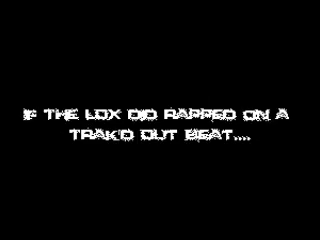 IF THE LOX DID RAPPED ON A
TRAK'D OUT BEAT....